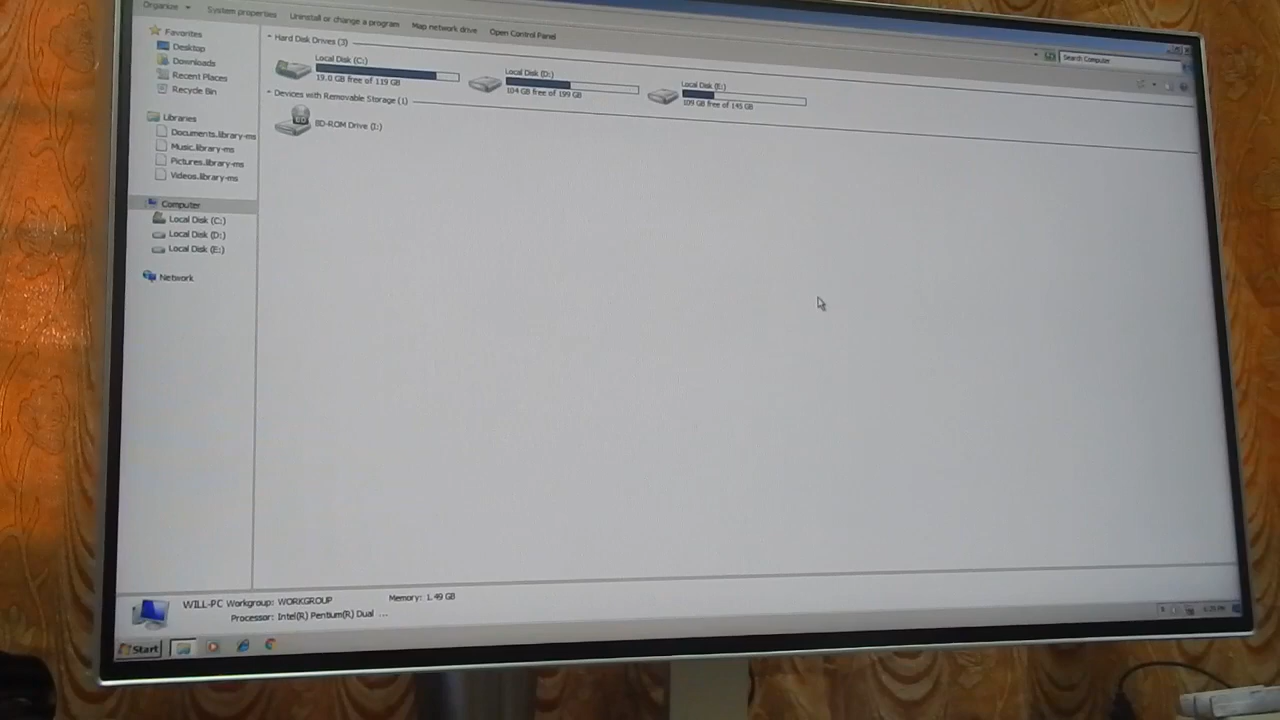 Organize System properties Uninstall or change a program Map network drive Open Control Panel
Search Computer
Favorites
Desktop
Downloads
Recent Places
Recycle Bin
Libraries
Documents.library-ms
Music.library-ms
Pictures.library-ms
Videos.library-ms
Computer
Local Disk (C:)
Local Disk (D:)
Local Disk (E:)
Network
Hard Disk Drives (3)
Local Disk (C:)
19.0 GB free of 119 GB
Local Disk (D:)
104 GB free of 199 GB
Local Disk (E:)
109 GB free of 145 GB
Devices with Removable Storage (1)
BD-ROM Drive (I:)
WILL-PC Workgroup: WORKGROUP Memory: 1.49 GB
Processor: Intel(R) Pentium(R) Dual ...
Start
6:29 PM